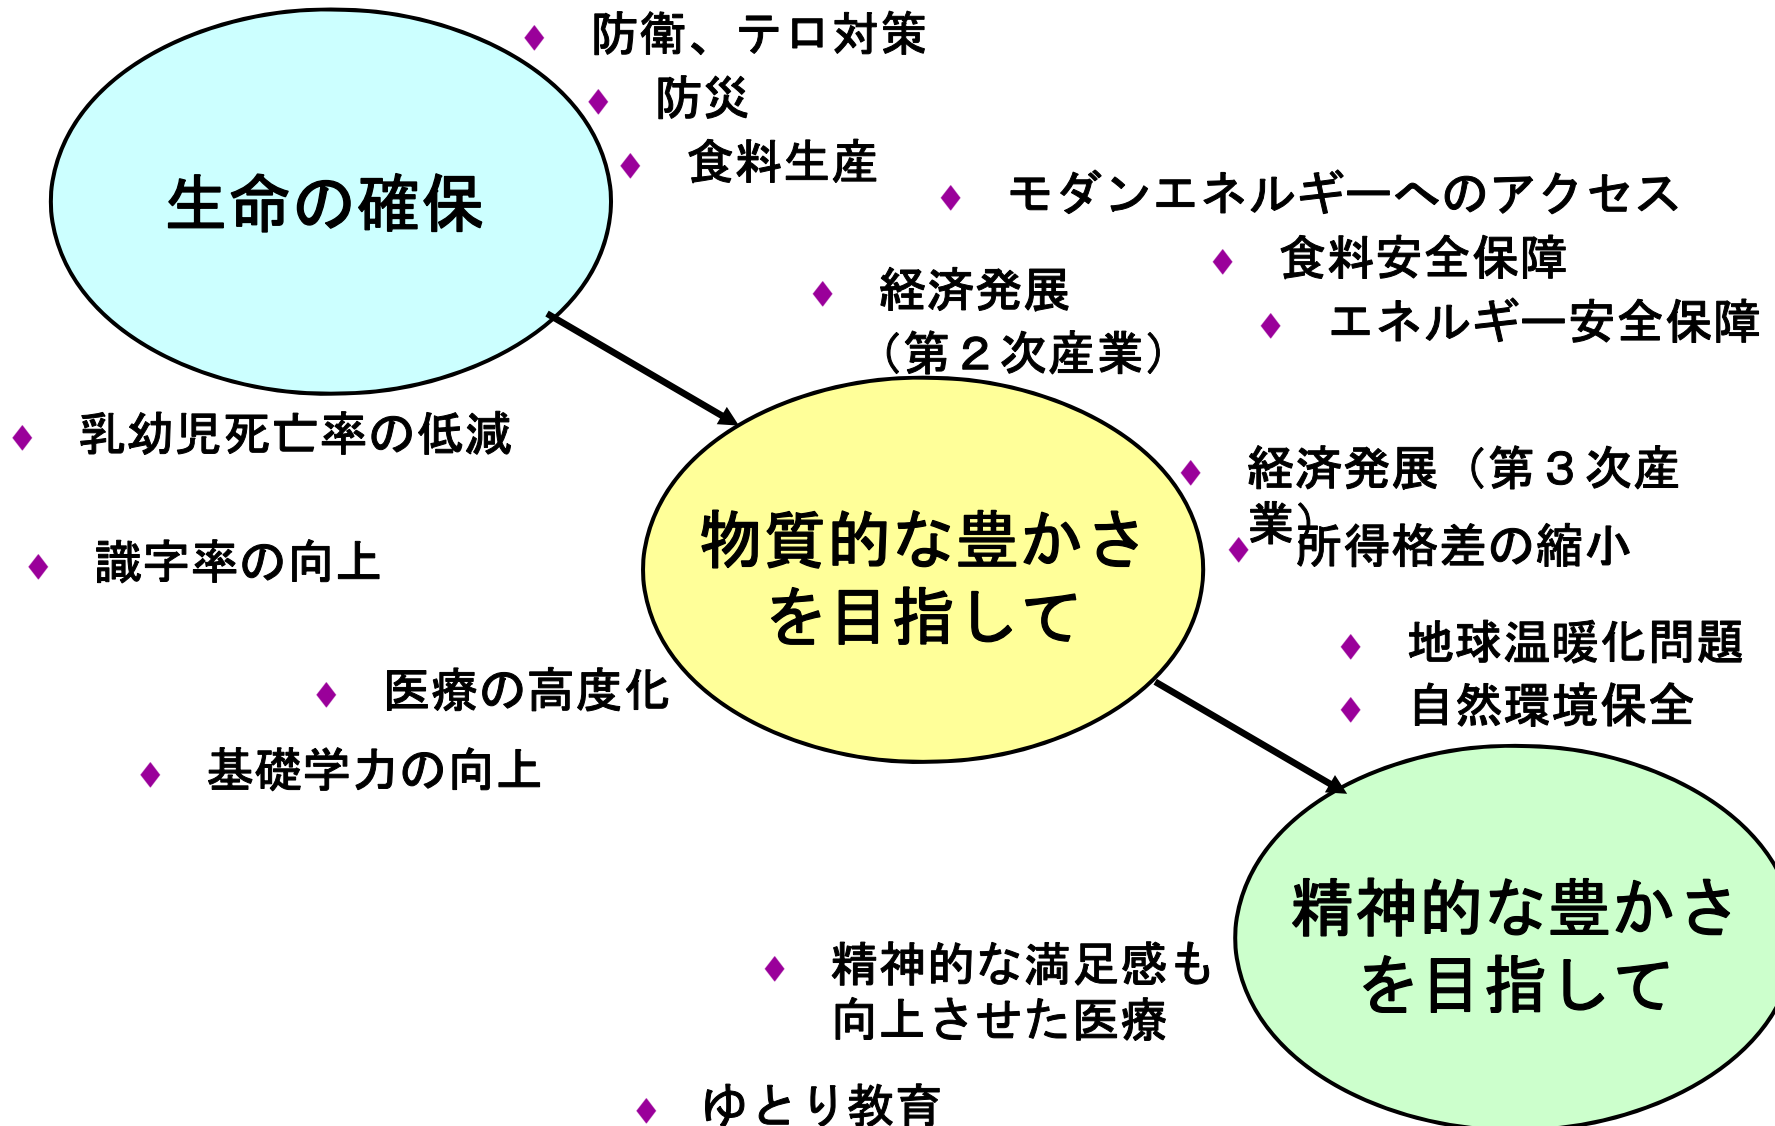 防衛、テロ対策
防災
食料生産
生命の確保
モダンエネルギーへのアクセス
食料安全保障
エネルギー安全保障
経済発展
（第２次産業）
乳幼児死亡率の低減
識字率の向上
医療の高度化
基礎学力の向上
物質的な豊かさ
を目指して
経済発展（第３次産
業）
所得格差の縮小
地球温暖化問題
自然環境保全
精神的な豊かさ
を目指して
精神的な満足感も
向上させた医療
ゆとり教育